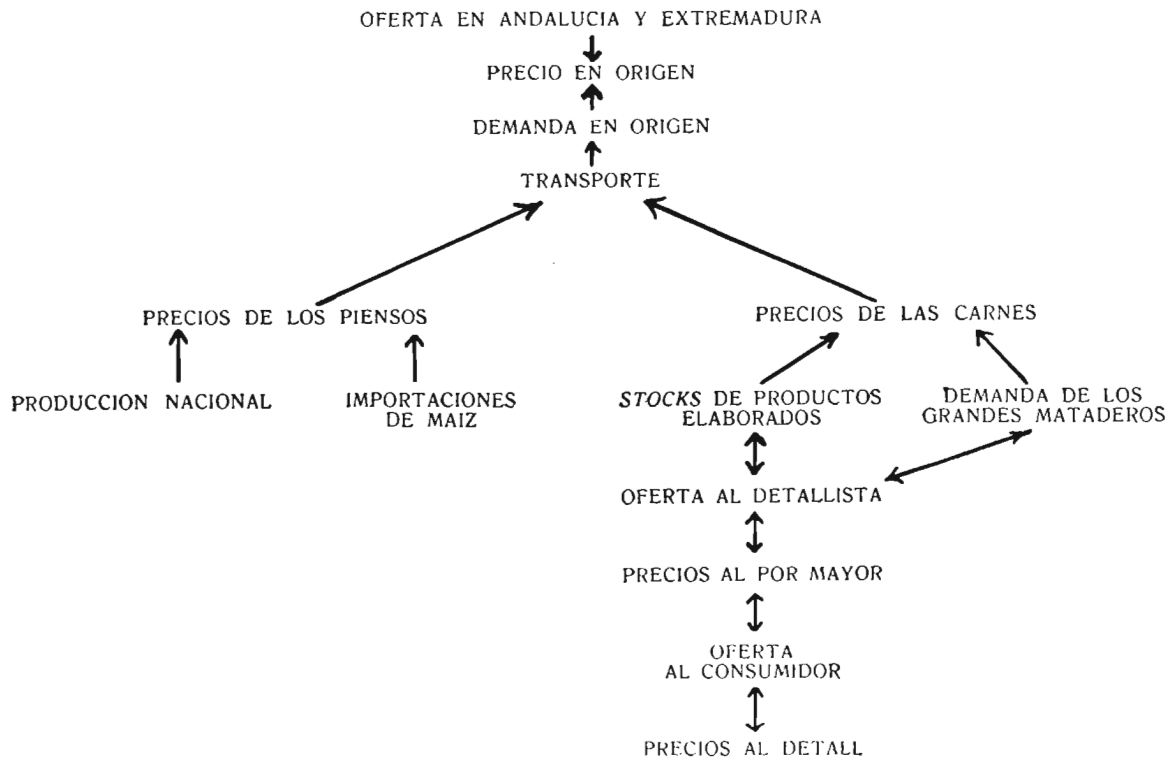 OFERTA EN ANDALUCIA Y EXTREMADURA
PRECIO EN ORIGEN
DEMANDA EN ORIGEN
TRANSPORTE
PRECIOS DE LOS PIENSOS
PRECIOS DE LAS CARNES
PRODUCCION NACIONAL
IMPORTACIONES
DE MAIZ
STOCKS DE PRODUCTOS
ELABORADOS
DEMANDA DE LOS
GRANDES MATADEROS
OFERTA AL DETALLISTA
PRECIOS AL POR MAYOR
OFERTA
AL CONSUMIDOR
PRECIOS AL DETALL